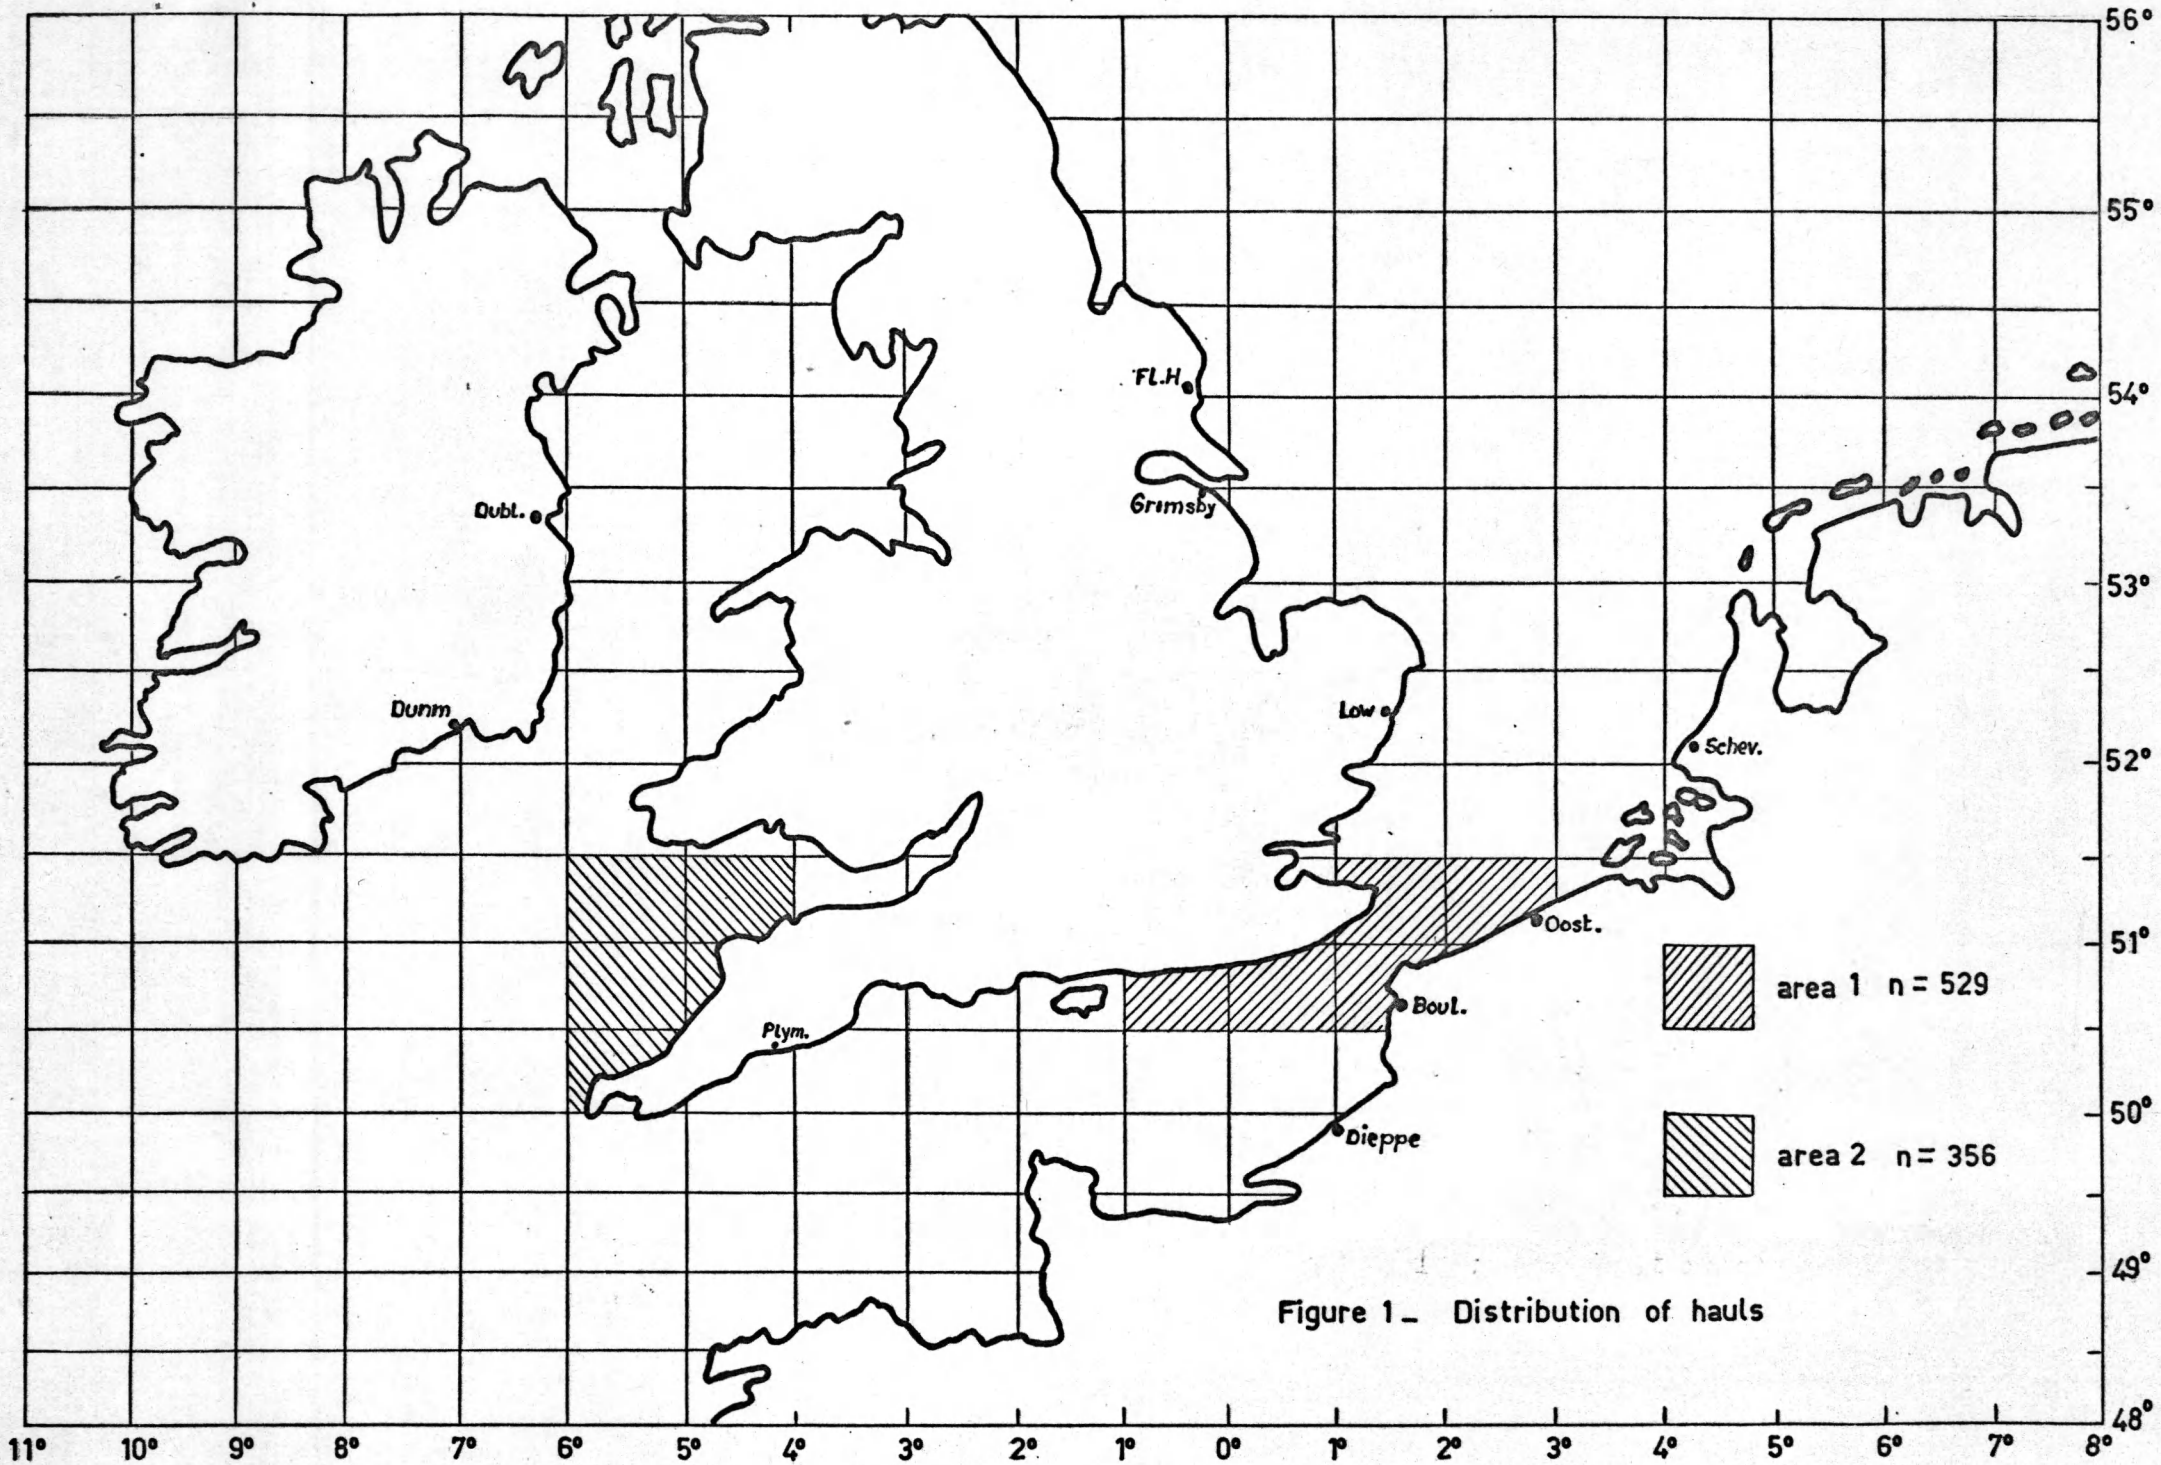 56°
55°
Fl.H.
54°
Dubl.
Grimsby
53°
Dunm
Low
Schev.
52°
Oost.
51°
area 1 n = 529
Boul.
Plym.
50°
Dieppe
area 2 n = 356
49°
Figure 1_ Distribution of hauls
48°
11° 10° 9° 8° 7° 6° 5° 4° 3° 2° 1° 0° 1° 2° 3° 4° 5° 6° 7° 8°